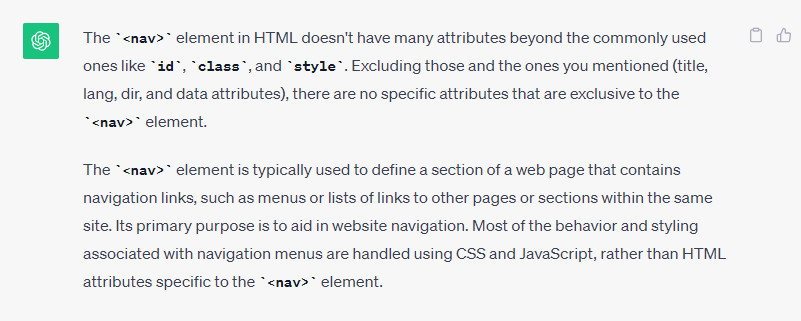 The `<nav>` element in HTML doesn't have many attributes beyond the commonly used
ones like `id`, `class`, and `style`. Excluding those and the ones you mentioned (title,
lang, dir, and data attributes), there are no specific attributes that are exclusive to the
`<nav>` element.
The `<nav>` element is typically used to define a section of a web page that contains
navigation links, such as menus or lists of links to other pages or sections within the same
site. Its primary purpose is to aid in website navigation. Most of the behavior and styling
associated with navigation menus are handled using CSS and JavaScript, rather than HTML
attributes specific to the `<nav>` element.